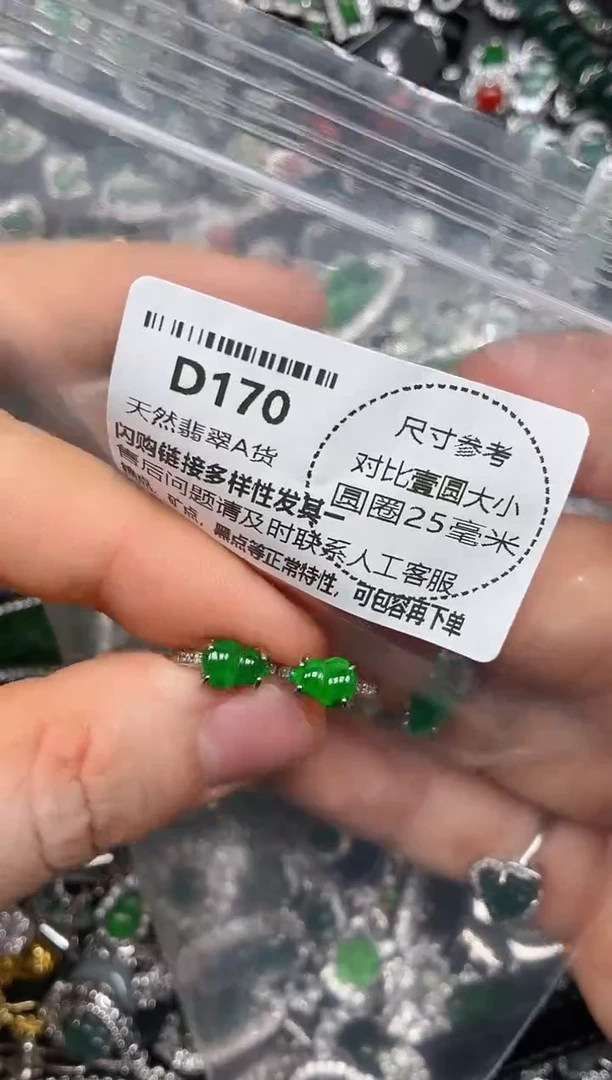 D170
天然翡翠A货
闪购链接多样性发其一
售后问题请及时联系人工客服
棉点，矿点，黑点等正常特性，可包容再下单
尺寸参考
对比壹圆大小
圆圈25毫米